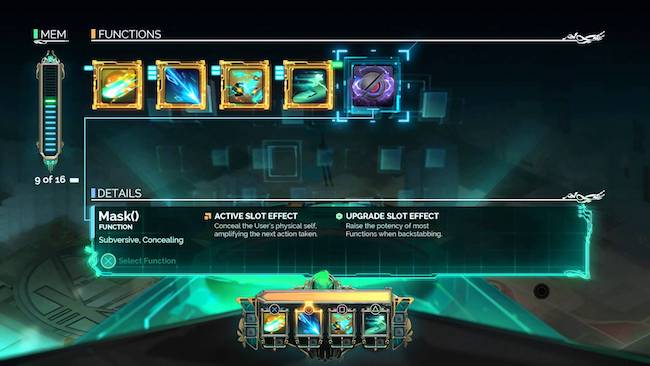 MEM
FUNCTIONS
9 of 16
DETAILS
Mask()
FUNCTION
Subversive, Concealing
ACTIVE SLOT EFFECT
Conceal the User's physical self,
amplifying the next action taken.
UPGRADE SLOT EFFECT
Raise the potency of most
Functions when backstabbing.
Select Function